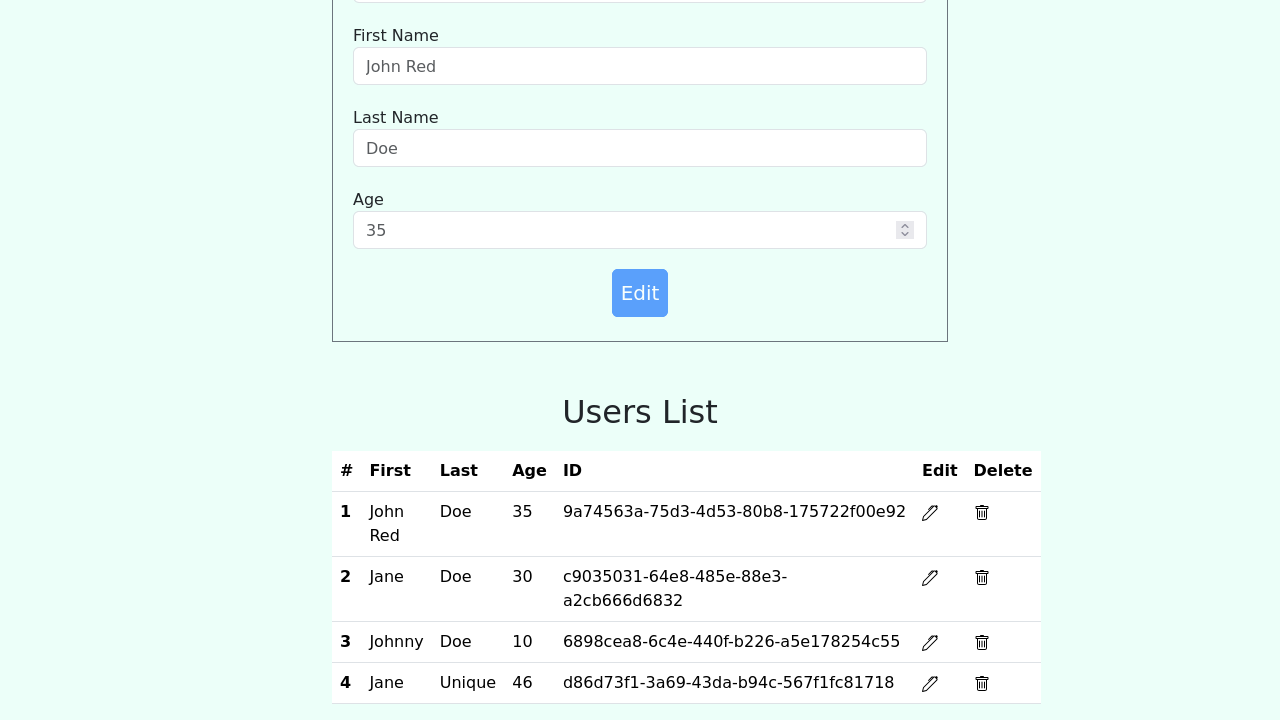 First Name
John Red
Last Name
Doe
Age
35
Edit
Users List
# First Last Age ID Edit Delete
1 John Doe 35 9a74563a-75d3-4d53-80b8-175722f00e92
Red
2 Jane Doe 30 c9035031-64e8-485e-88e3-
a2cb666d6832
3 Johnny Doe 10 6898cea8-6c4e-440f-b226-a5e178254c55
4 Jane Unique 46 d86d73f1-3a69-43da-b94c-567f1fc81718